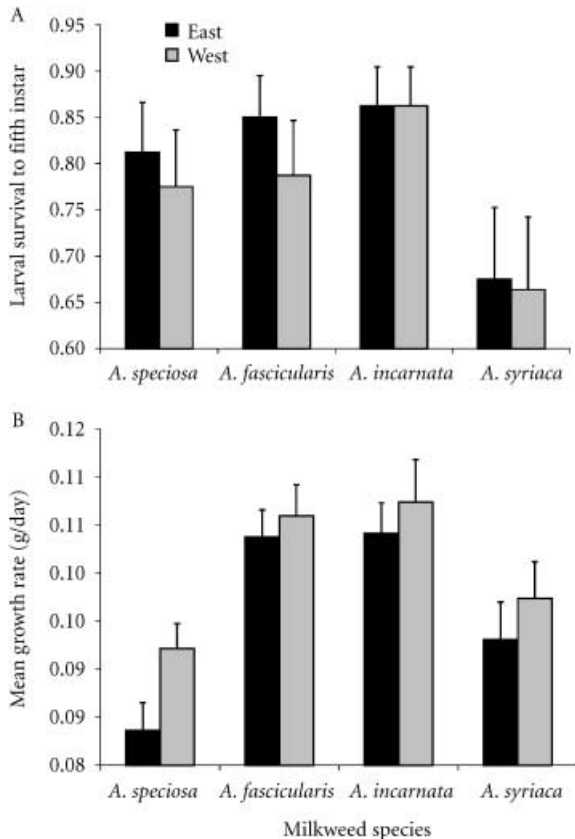 A
East
West
0.95
0.90
0.85
0.80
0.75
0.70
0.65
0.60
Larval survival to fifth instar
A. speciosa A. fascicularis A. incarnata A. syriaca
B
0.12
0.11
0.11
0.10
0.10
0.09
0.09
0.08
Mean growth rate (g/day)
A. speciosa A. fascicularis A. incarnata A. syriaca
Milkweed species